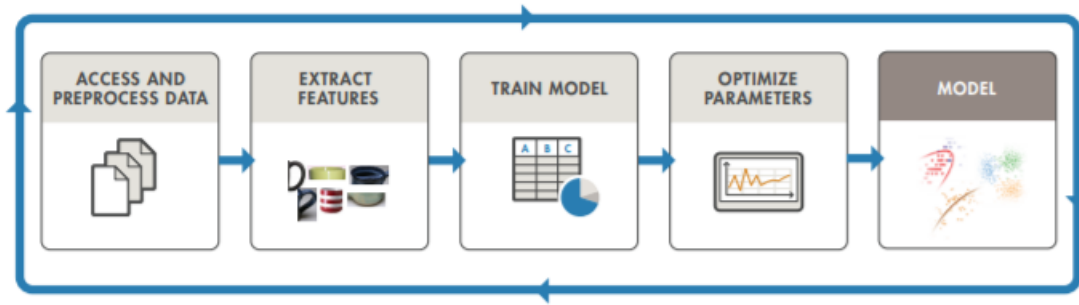 ACCESS AND
PREPROCESS DATA
EXTRACT
FEATURES
TRAIN MODEL
A B C
OPTIMIZE
PARAMETERS
MODEL